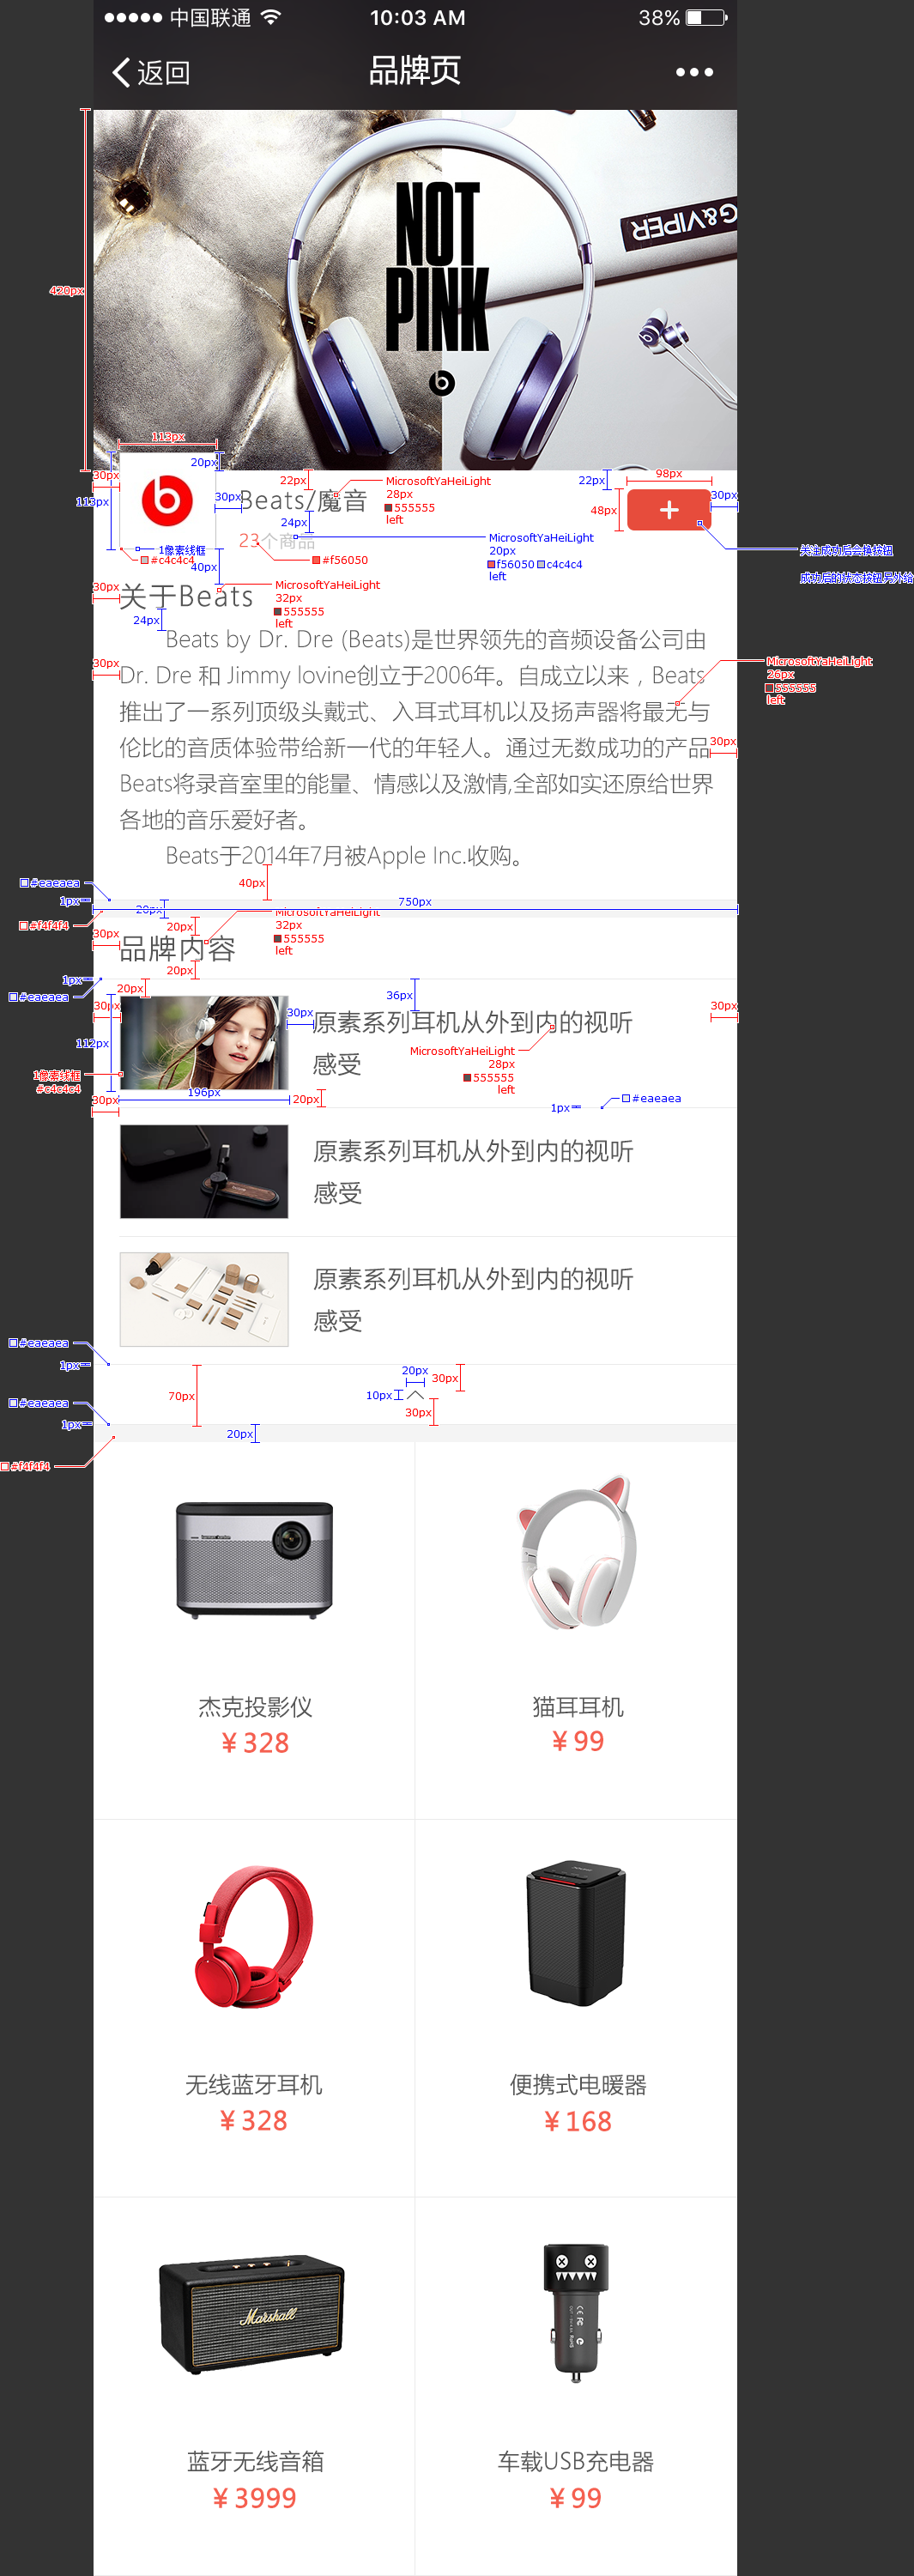 中国联通
10:03 AM
38%
返回
品牌页
NOT
PINK
G&VIPER
420px
113px
20px
30px
113px
30px
22px
Beats/魔音
MicrosoftYaHeiLight
28px
555555
left
22px
98px
48px
30px
24px
23个商品
MicrosoftYaHeiLight
20px
f56050 c4c4c4
left
1像素线框
#c4c4c4
#f56050
关注成功后会换按钮
成功后的状态按钮另外给
40px
30px
关于Beats
MicrosoftYaHeiLight
32px
555555
left
24px
Beats by Dr. Dre (Beats)是世界领先的音频设备公司由
30px
Dr. Dre 和 Jimmy lovine创立于2006年。自成立以来，Beats
MicrosoftYaHeiLight
26px
555555
left
推出了一系列顶级头戴式、入耳式耳机以及扬声器将最无与
伦比的音质体验带给新一代的年轻人。通过无数成功的产品
30px
Beats将录音室里的能量、情感以及激情,全部如实还原给世界
各地的音乐爱好者。
Beats于2014年7月被Apple Inc.收购。
40px
#eaeaea
1px
20px
750px
#f4f4f4
30px
20px
品牌内容
MicrosoftYaHeiLight
32px
555555
left
20px
1px
#eaeaea
20px
36px
30px
30px
30px
原素系列耳机从外到内的视听
感受
112px
MicrosoftYaHeiLight
28px
555555
left
1像素线框
#c4c4c4
196px
30px
20px
1px
#eaeaea
原素系列耳机从外到内的视听
感受
原素系列耳机从外到内的视听
感受
#eaeaea
1px
70px
20px
10px
30px
30px
#eaeaea
1px
20px
#f4f4f4
杰克投影仪
¥ 328
猫耳耳机
¥ 99
无线蓝牙耳机
¥ 328
便携式电暖器
¥ 168
Marshall
蓝牙无线音箱
¥ 3999
车载USB充电器
¥ 99